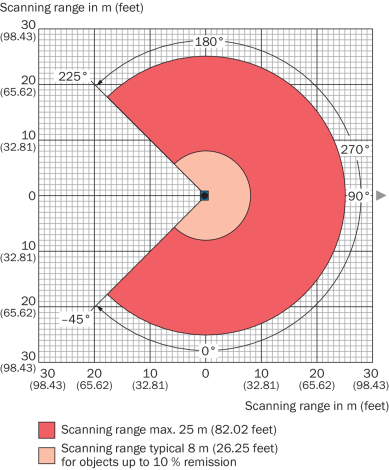 Scanning range in m (feet)
30
(98.43)
180°
225°
20
(65.62)
10
(32.81)
270°
0
90°
10
(32.81)
20
(65.62)
–45°
0°
30
(98.43)
30 20 10 0 10 20 30
(98.43) (65.62) (32.81) (32.81) (65.62) (98.43)
Scanning range in m (feet)
Scanning range max. 25 m (82.02 feet)
Scanning range typical 8 m (26.25 feet)
for objects up to 10 % remission